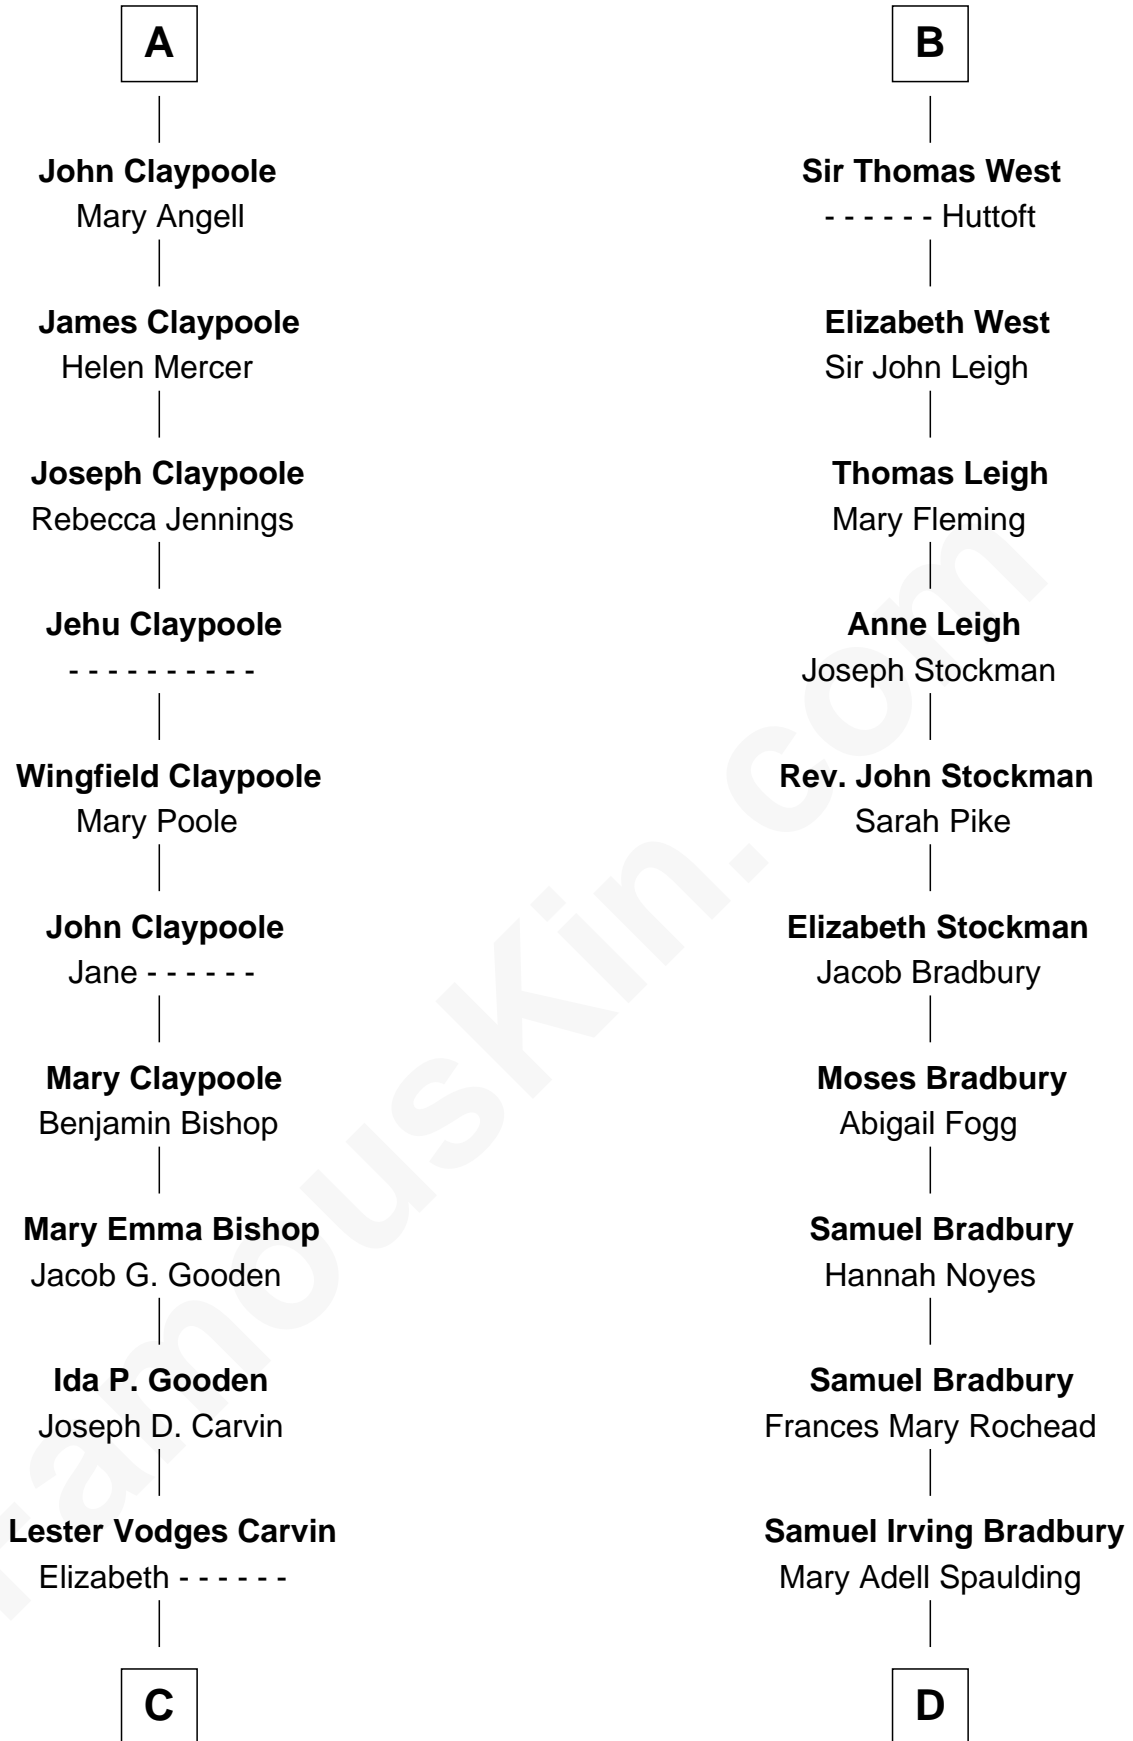 A
John Claypoole
Mary Angell
James Claypoole
Helen Mercer
Joseph Claypoole
Rebecca Jennings
Jehu Claypoole
- - - - - - - - - -
Wingfield Claypoole
Mary Poole
John Claypoole
Jane - - - - - -
Mary Claypoole
Benjamin Bishop
Mary Emma Bishop
Jacob G. Gooden
Ida P. Gooden
Joseph D. Carvin
Lester Vodges Carvin
Elizabeth - - - - - -
C
B
Sir Thomas West
- - - - - - Huttoft
Elizabeth West
Sir John Leigh
Thomas Leigh
Mary Fleming
Anne Leigh
Joseph Stockman
Rev. John Stockman
Sarah Pike
Elizabeth Stockman
Jacob Bradbury
Moses Bradbury
Abigail Fogg
Samuel Bradbury
Hannah Noyes
Samuel Bradbury
Frances Mary Rochead
Samuel Irving Bradbury
Mary Adell Spaulding
D
FamousKin.com